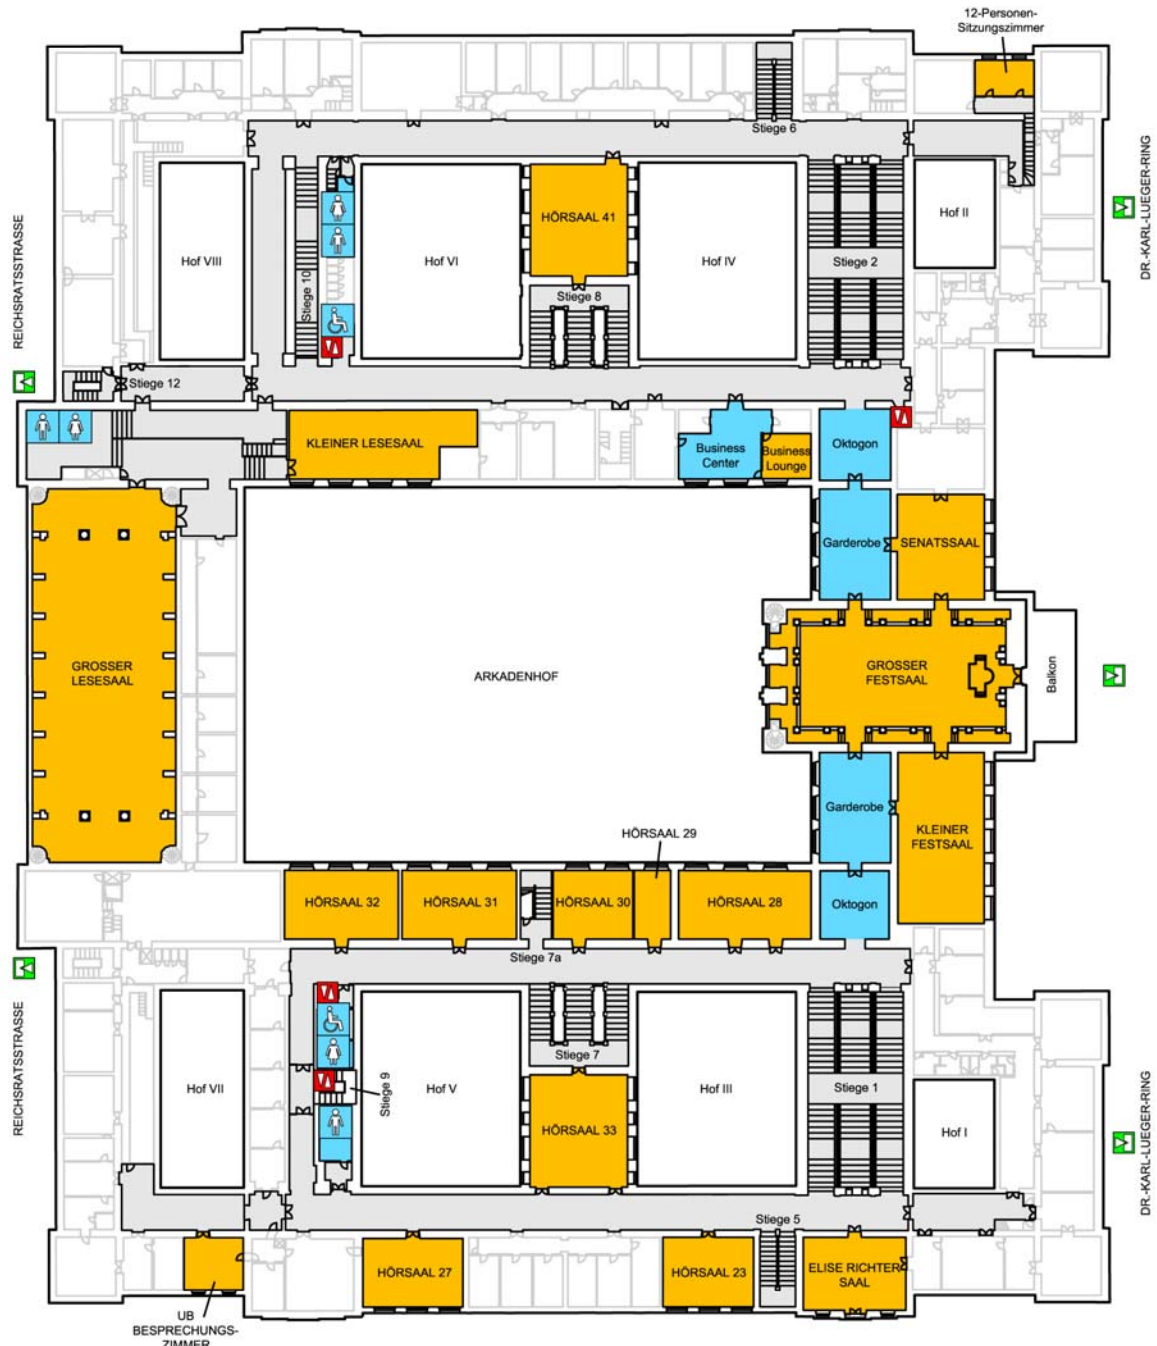 12-Personen-
Sitzungszimmer
Stiege 6
REICHSRATSSTRASSE
DR.-KARL-LUEGER-RING
Hof VIII
Stiege 10
Hof VI
HÖRSAAL 41
Hof IV
Stiege 2
Hof II
Stiege 8
Stiege 12
KLEINER LESESAAL
Business
Center
Business
Lounge
Oktogon
Garderobe
SENATSSAAL
GROSSER
LESESAAL
ARKADENHOF
GROSSER
FESTSAAL
Balkon
Garderobe
KLEINER
FESTSAAL
HÖRSAAL 29
HÖRSAAL 32
HÖRSAAL 31
HÖRSAAL 30
HÖRSAAL 28
Oktogon
Stiege 7a
REICHSRATSSTRASSE
DR.-KARL-LUEGER-RING
Hof VII
Stiege 9
Hof V
Stiege 7
HÖRSAAL 33
Hof III
Stiege 1
Hof I
Stiege 5
HÖRSAAL 27
HÖRSAAL 23
ELISE RICHTER
SAAL
UB
BESPRECHUNGS-
ZIMMER